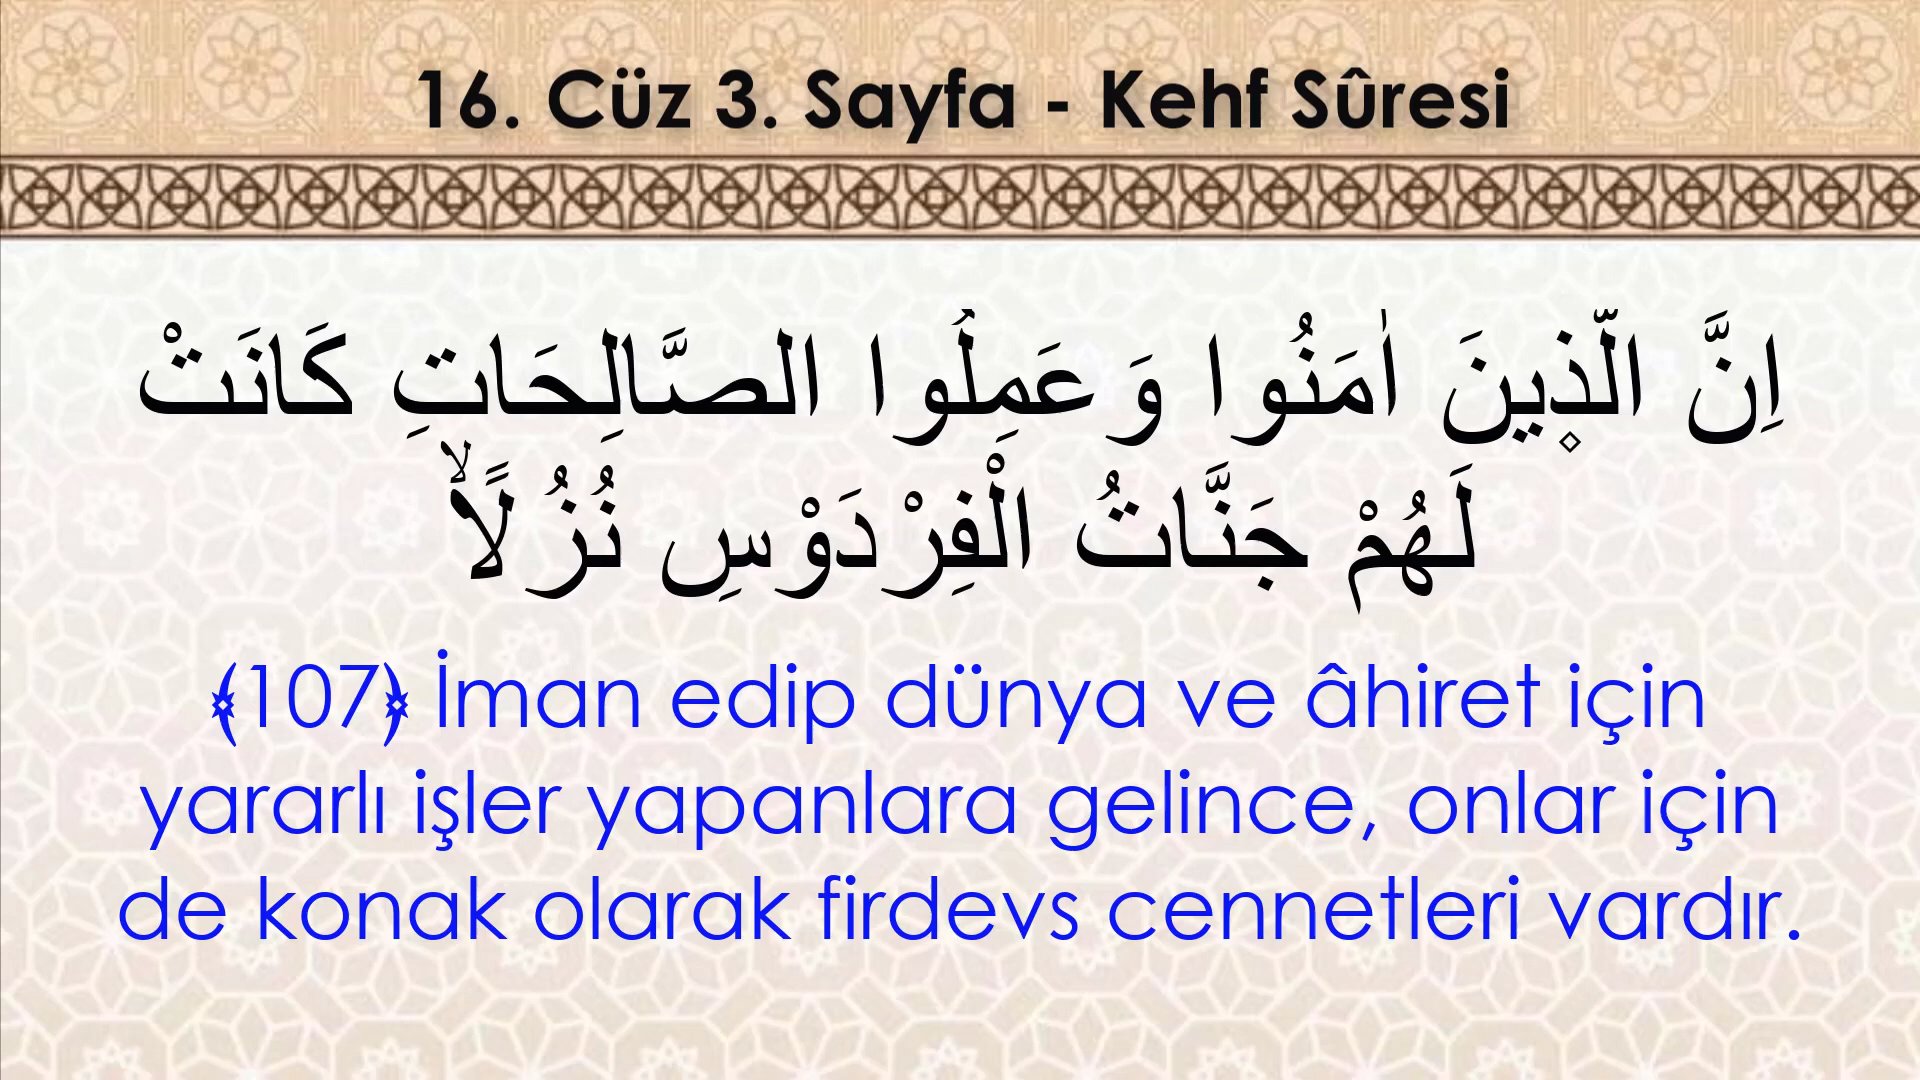 16. Cüz 3. Sayfa - Kehf Sûresi
اِنَّ الَّذ۪ينَ اٰمَنُوا وَعَمِلُوا الصَّالِحَاتِ كَانَتْ
لَهُمْ جَنَّاتُ الْفِرْدَوْسِ نُزُلاًۙ
﴾107﴿ İman edip dünya ve âhiret için
yararlı işler yapanlara gelince, onlar için
de konak olarak firdevs cennetleri vardır.